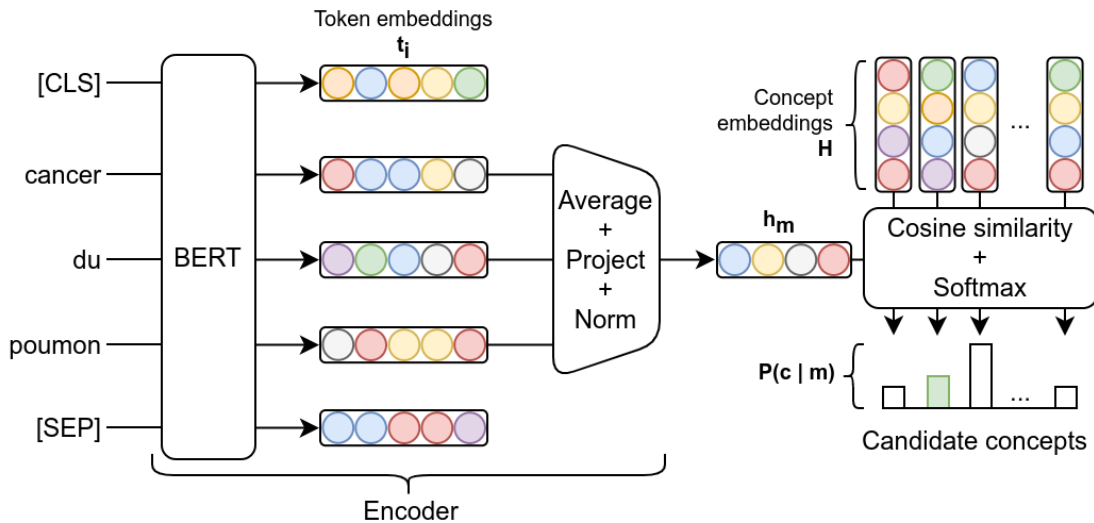 Token embeddings
t_i
[CLS]
cancer
du
poumon
[SEP]
BERT
Average
+
Project
+
Norm
Encoder
h_m
Concept
embeddings
H
...
Cosine similarity
+
Softmax
P(c | m)
...
Candidate concepts